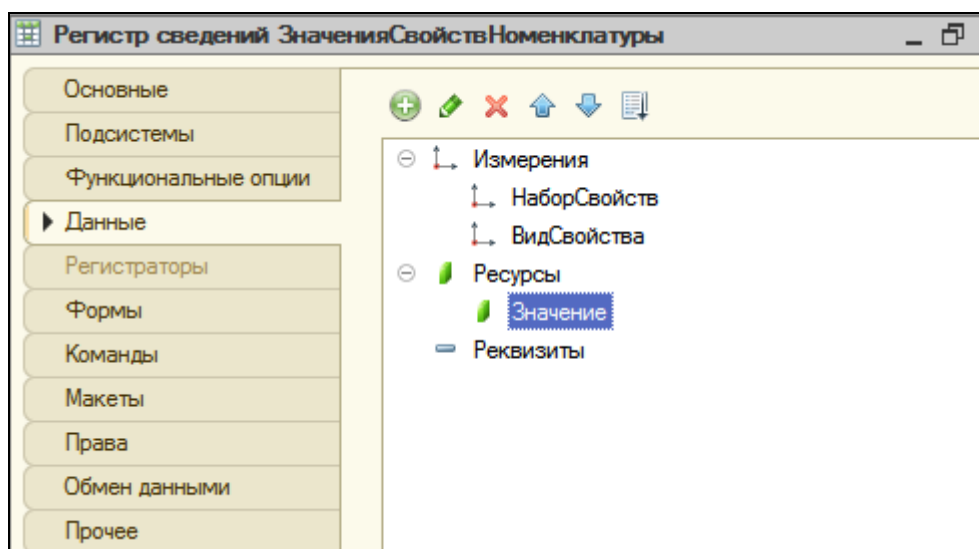 Регистр сведений ЗначенияСвойствНоменклатуры
Основные
Подсистемы
Функциональные опции
Данные
Регистраторы
Формы
Команды
Макеты
Права
Обмен данными
Прочее
Измерения
НаборСвойств
ВидСвойства
Ресурсы
Значение
Реквизиты